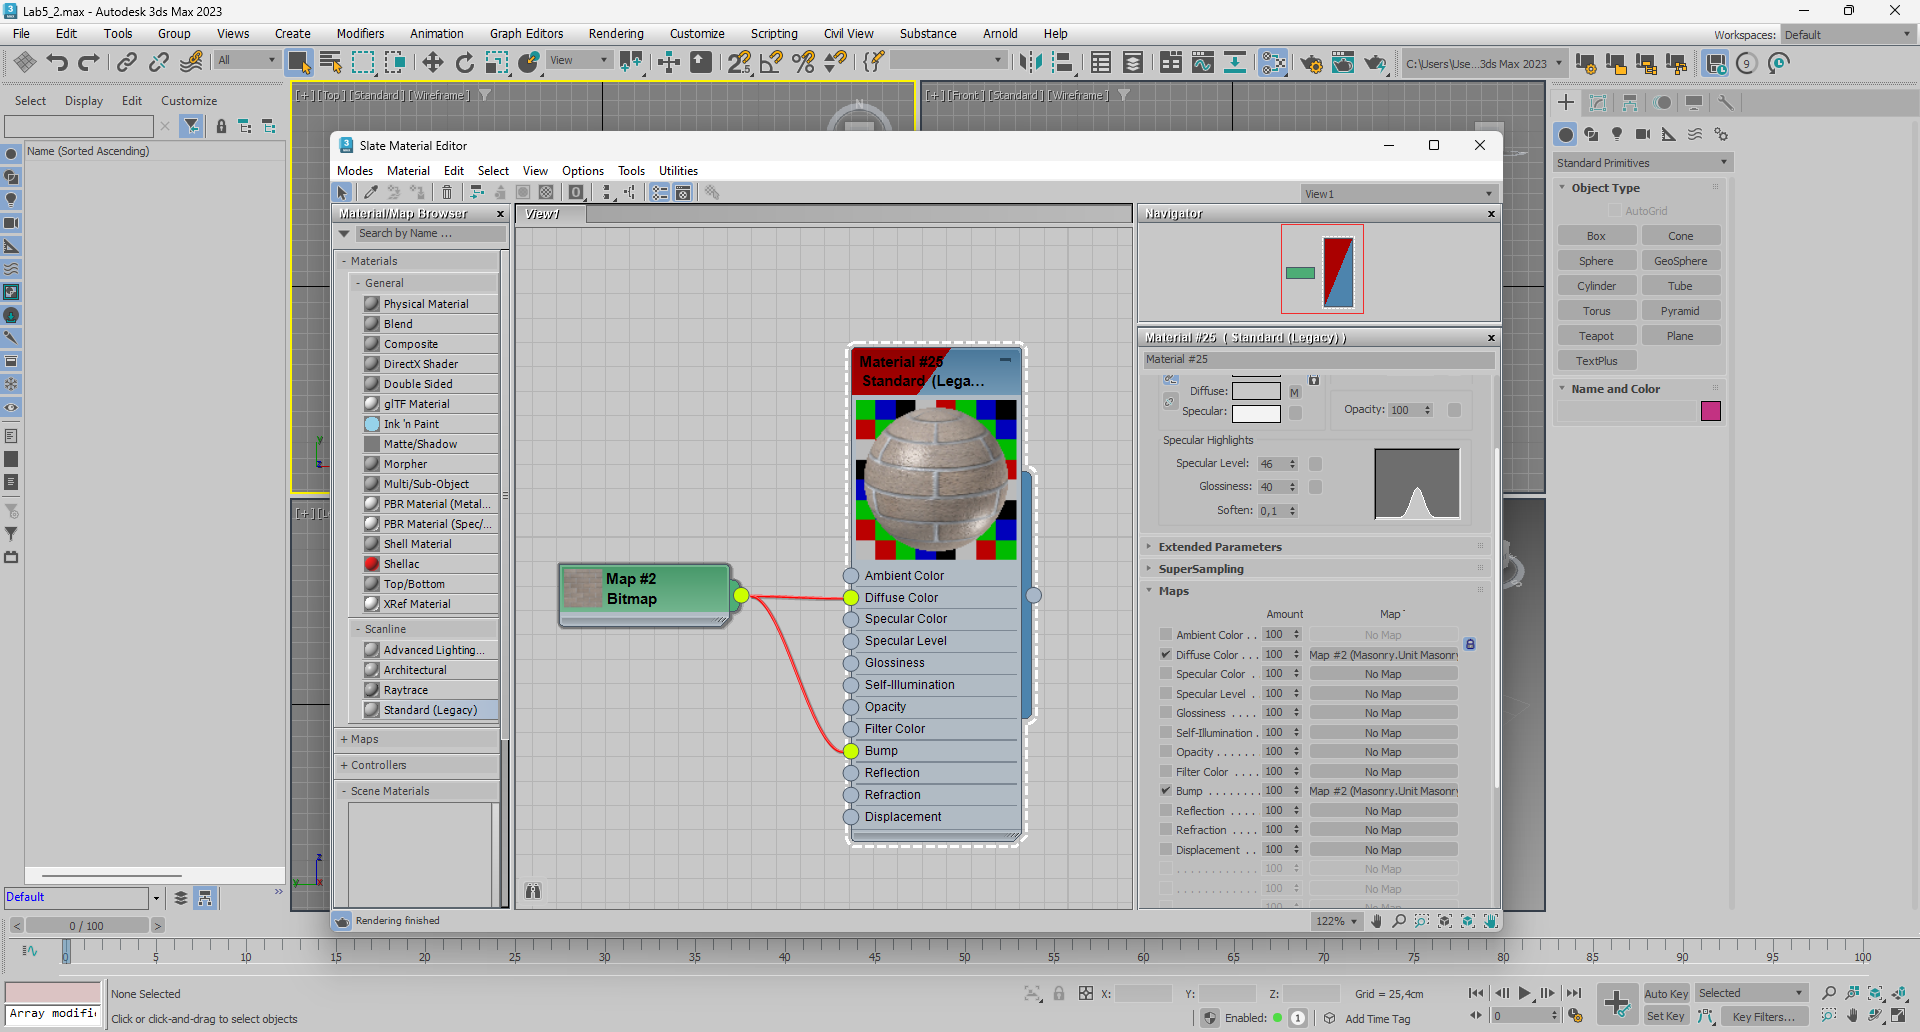 Lab5_2.max - Autodesk 3ds Max 2023
File Edit Tools Group Views Create Modifiers Animation Graph Editors Rendering Customize Scripting Civil View Substance Arnold Help
Workspaces: Default
All
View
C:\Users\Use...3ds Max 2023
9
Select Display Edit Customize
Name (Sorted Ascending)
[+] [Top] [Standard] [Wireframe]
[+] [Front] [Standard] [Wireframe]
N
Slate Material Editor
Modes Material Edit Select View Options Tools Utilities
View1
Material/Map Browser
Search by Name ...
- Materials
- General
Physical Material
Blend
Composite
DirectX Shader
Double Sided
glTF Material
Ink 'n Paint
Matte/Shadow
Morpher
Multi/Sub-Object
PBR Material (Metal...
PBR Material (Spec/...
Shell Material
Shellac
Top/Bottom
XRef Material
- Scanline
Advanced Lighting...
Architectural
Raytrace
Standard (Legacy)
+ Maps
+ Controllers
- Scene Materials
View1
Map #2
Bitmap
Material #25
Standard (Lega...
Ambient Color
Diffuse Color
Specular Color
Specular Level
Glossiness
Self-Illumination
Opacity
Filter Color
Bump
Reflection
Refraction
Displacement
Navigator
Material #25 ( Standard (Legacy) )
Material #25
Diffuse: M
Specular:
Opacity: 100
Specular Highlights
Specular Level: 46
Glossiness: 40
Soften: 0,1
Extended Parameters
SuperSampling
Maps
Amount Map
Ambient Color . . 100 No Map
Diffuse Color . . . 100 Map #2 (Masonry.Unit Masonry
Specular Color . 100 No Map
Specular Level . 100 No Map
Glossiness . . . . 100 No Map
Self-Illumination . 100 No Map
Opacity . . . . . . 100 No Map
Filter Color . . . . 100 No Map
Bump . . . . . . . . 100 Map #2 (Masonry.Unit Masonry
Reflection . . . . 100 No Map
Refraction . . . . 100 No Map
Displacement . . 100 No Map
. . . . . . . . . . . . 100 No Map
. . . . . . . . . . . . 100 No Map
Rendering finished
122%
Standard Primitives
Object Type
AutoGrid
Box Cone
Sphere GeoSphere
Cylinder Tube
Torus Pyramid
Teapot Plane
TextPlus
Name and Color
y
z
z
y x
Default
0 / 100
0 5 10 15 20 25 30 35 40 45 50 55 60 65 70 75 80 85 90 95 100
None Selected
Array modifi
Click or click-and-drag to select objects
X: Y: Z: Grid = 25,4cm
Enabled: 1 Add Time Tag
0
Auto Key Selected
Set Key Key Filters...